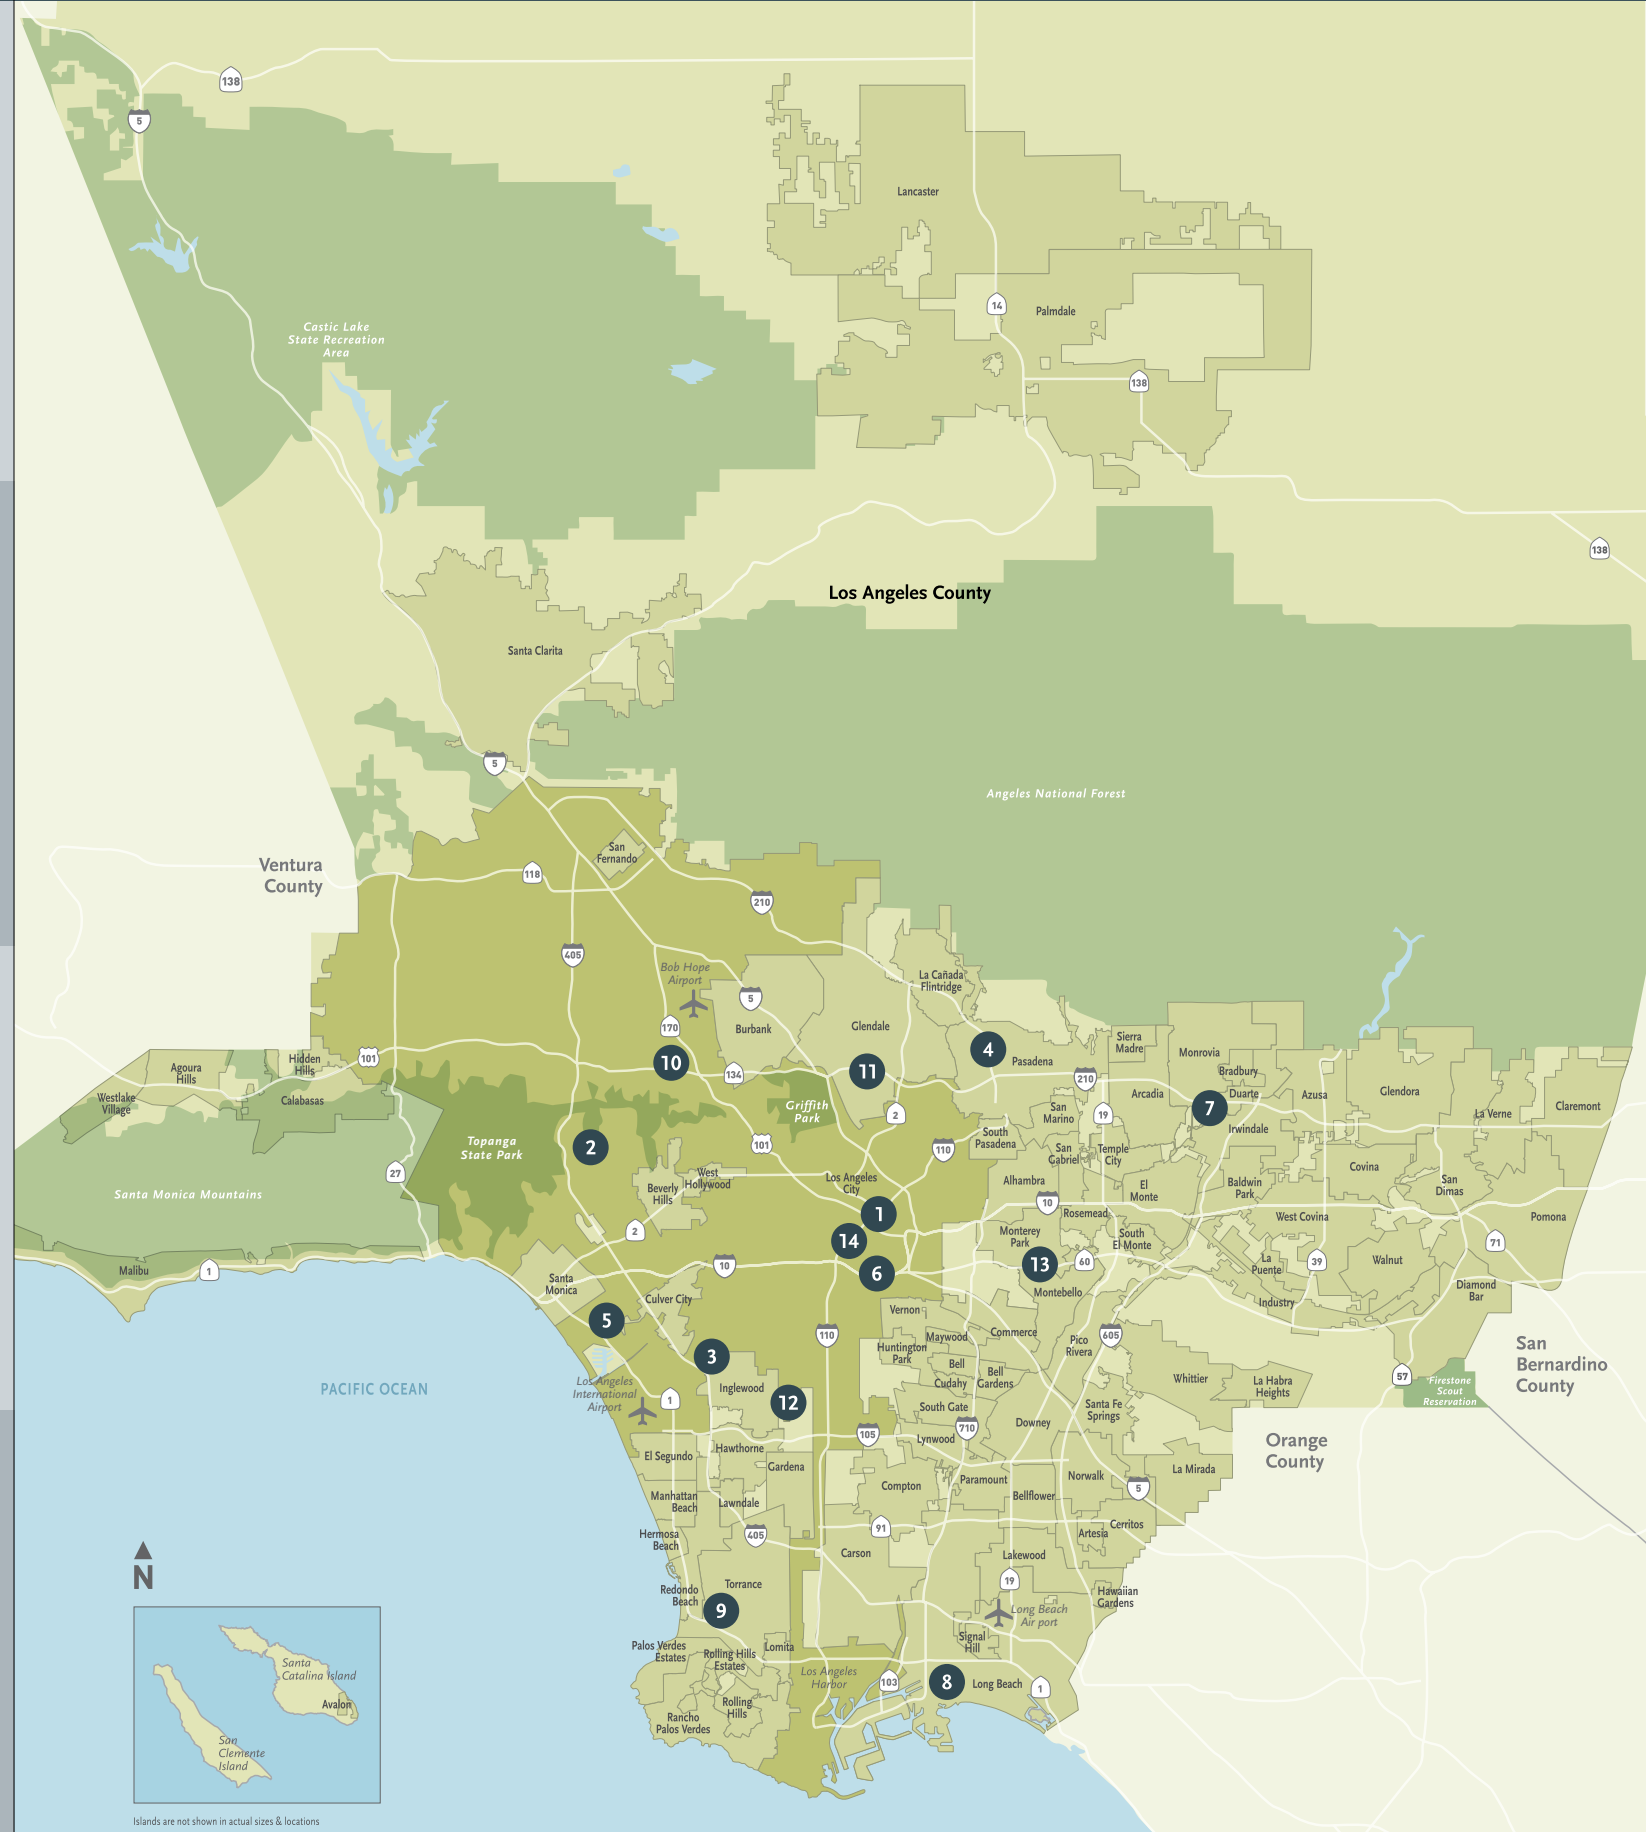 138
5
Lancaster
14
Palmdale
Castic Lake
State Recreation
Area
138
138
Los Angeles County
Santa Clarita
5
Angeles National Forest
San
Fernando
Ventura
County
118
210
405
Bob Hope
Airport
La Cañada
Flintridge
5
170
Burbank
Glendale
4
Pasadena
Sierra
Madre
Monrovia
Bradbury
Duarte
Hidden
Hills
101
Agoura
Hills
10
134
11
210
Arcadia
7
Azusa
Glendora
Westlake
Village
Calabasas
Griffith
Park
2
San
Marino
19
Irwindale
La Verne
Claremont
Topanga
State Park
2
101
110
South
Pasadena
San
Gabriel
Temple
City
27
West
Hollywood
Beverly
Hills
Los Angeles
City
Alhambra
El
Monte
Baldwin
Park
Covina
San
Dimas
Santa Monica Mountains
1
10
Rosemead
West Covina
Pomona
2
14
Monterey
Park
South
El Monte
71
Malibu
1
10
6
13
60
La
Puente
39
Walnut
Santa
Monica
Culver City
Montebello
Industry
Diamond
Bar
5
Vernon
110
Maywood
Commerce
Pico
Rivera
605
3
Huntington
Park
Bell
Cudahy
Bell
Gardens
San
Bernardino
County
PACIFIC OCEAN
Los Angeles
International
Airport
1
Inglewood
12
Whittier
La Habra
Heights
57
Firestone
Scout
Reservation
South Gate
Downey
Santa Fe
Springs
105
Lynwood
710
Orange
County
El Segundo
Hawthorne
Gardena
La Mirada
Compton
Paramount
Norwalk
5
Manhattan
Beach
Lawndale
Bellflower
Hermosa
Beach
405
91
Artesia
Cerritos
Carson
Lakewood
N
Torrance
Redondo
Beach
9
19
Hawaiian
Gardens
Long Beach
Air port
Palos Verdes
Estates
Rolling Hills
Estates
Lomita
Signal
Hill
Los Angeles
Harbor
103
8
Long Beach
1
Rolling
Hills
Rancho
Palos Verdes
Santa
Catalina Island
Avalon
San
Clemente
Island
Islands are not shown in actual sizes & locations